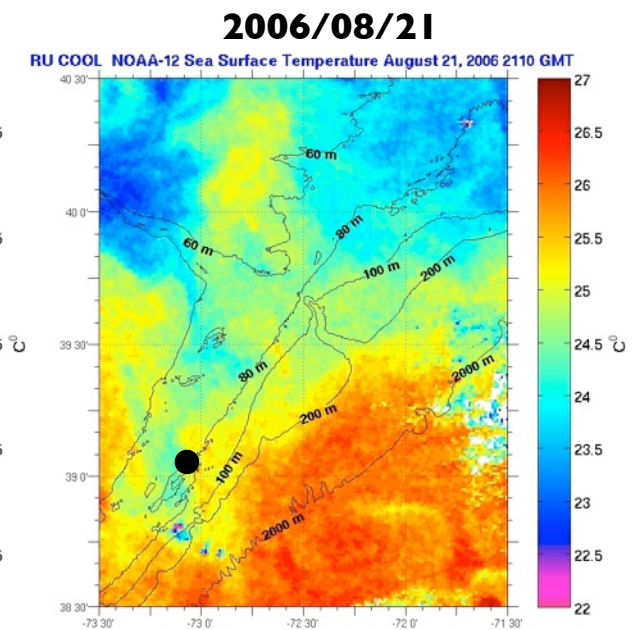 2006/08/21
RU COOL NOAA-12 Sea Surface Temperature August 21, 2006 2110 GMT
40 30'
40 0'
39 30'
39 0'
38 30'
-73 30'
-73 0'
-72 30'
-72 0'
-71 30'
60 m
80 m
60 m
100 m
200 m
80 m
2000 m
200 m
100 m
2000 m
27
26.5
26
25.5
25
24.5
24
23.5
23
22.5
22
C⁰
C⁰